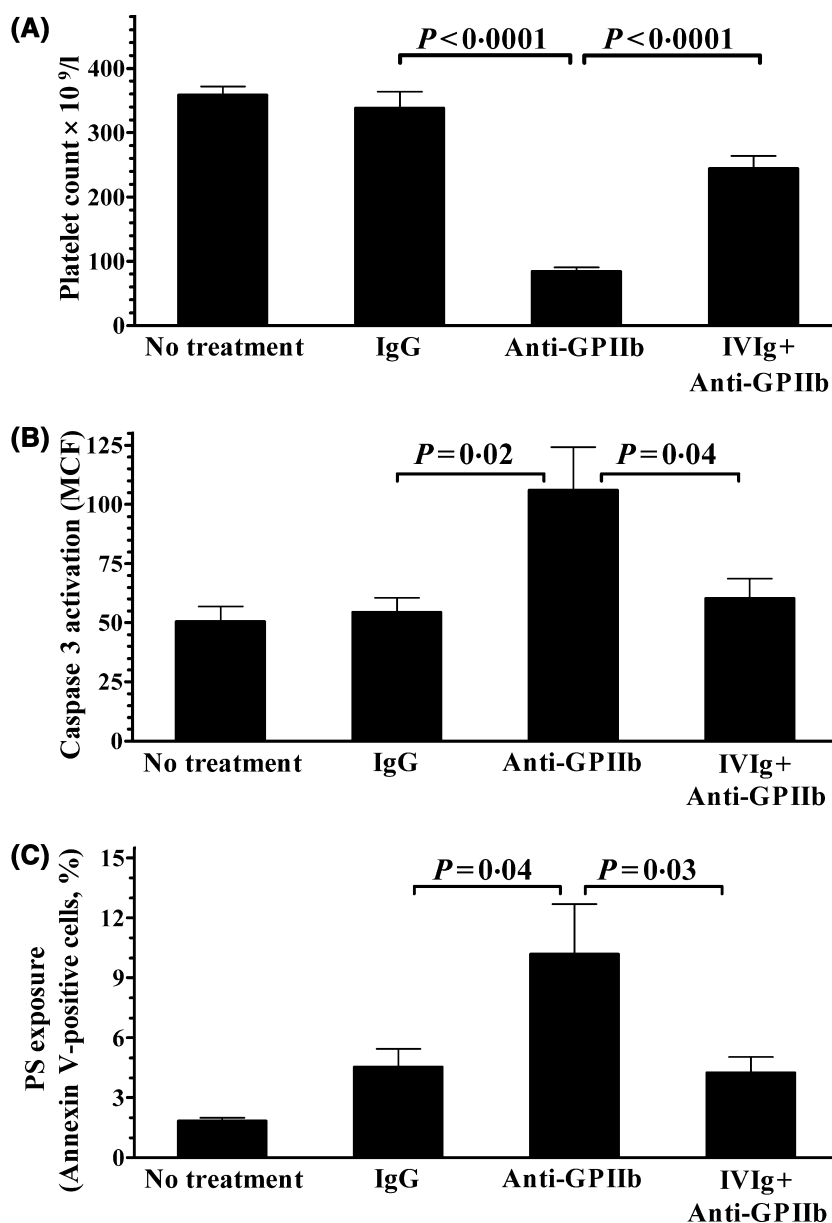 (A)
P<0·0001 P<0·0001
Platelet count × 10 9/l
400
300
200
100
0
No treatment IgG Anti-GPIIb IVIg+
Anti-GPIIb
(B)
P=0·02 P=0·04
Caspase 3 activation (MCF)
125
100
75
50
25
0
No treatment IgG Anti-GPIIb IVIg+
Anti-GPIIb
(C)
P=0·04 P=0·03
PS exposure
(Annexin V-positive cells, %)
15
12
9
6
3
0
No treatment IgG Anti-GPIIb IVIg+
Anti-GPIIb